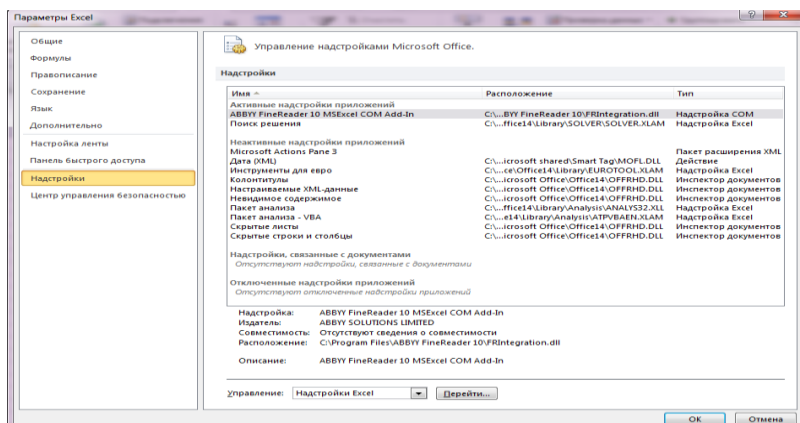 Параметры Excel
Общие
Формулы
Правописание
Сохранение
Язык
Дополнительно
Настройка ленты
Панель быстрого доступа
Надстройки
Центр управления безопасностью
Управление надстройками Microsoft Office.
Надстройки
Имя Расположение Тип
Активные надстройки приложений
ABBYY FineReader 10 MSExcel COM Add-In C:\...BYY FineReader 10\FRIntegration.dll Надстройка COM
Поиск решения C:\...ffice14\Library\SOLVER\SOLVER.XLAM Надстройка Excel
Неактивные надстройки приложений
Microsoft Actions Pane 3 Пакет расширения XML
Дата (XML) C:\...icrosoft shared\Smart Tag\MOFL.DLL Действие
Инструменты для евро C:\...ce\Office14\Library\EUROTOOL.XLAM Надстройка Excel
Колонтитулы C:\...icrosoft Office\Office14\OFFRHD.DLL Инспектор документов
Настраиваемые XML-данные C:\...icrosoft Office\Office14\OFFRHD.DLL Инспектор документов
Невидимое содержимое C:\...icrosoft Office\Office14\OFFRHD.DLL Инспектор документов
Пакет анализа C:\...ffice14\Library\Analysis\ANALYS32.XLL Надстройка Excel
Пакет анализа - VBA C:\...e14\Library\Analysis\ATPVBAEN.XLAM Надстройка Excel
Скрытые листы C:\...icrosoft Office\Office14\OFFRHD.DLL Инспектор документов
Скрытые строки и столбцы C:\...icrosoft Office\Office14\OFFRHD.DLL Инспектор документов
Надстройки, связанные с документами
Отсутствуют надстройки, связанные с документами
Отключенные надстройки приложений
Отсутствуют отключенные надстройки приложений
Надстройка: ABBYY FineReader 10 MSExcel COM Add-In
Издатель: ABBYY SOLUTIONS LIMITED
Совместимость: Отсутствуют сведения о совместимости
Расположение: C:\Program Files\ABBYY FineReader 10\FRIntegration.dll
Описание: ABBYY FineReader 10 MSExcel COM Add-In
Управление: Надстройки Excel Перейти...
ОК Отмена